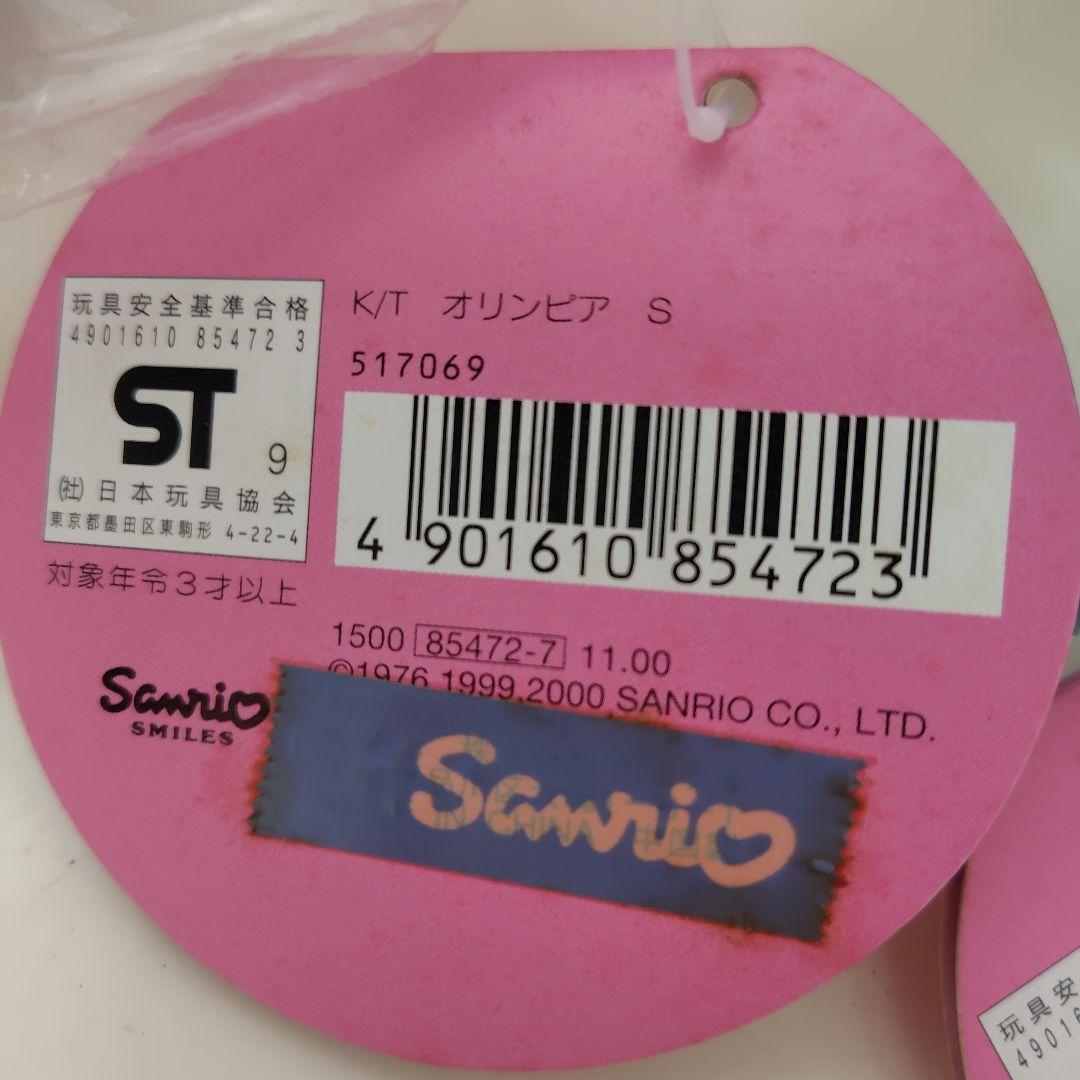 玩具安全基準合格
4901610 85472 3
ST 9
(社)日本玩具協会
東京都墨田区東駒形 4-22-4
対象年令3才以上
K/T オリンピア S
517069
4 901610 854723
1500 85472-7 11.00
©1976,1999,2000 SANRIO CO., LTD.
Sanrio
SMILES
Sanrio
IN CHINA
玩具安
49016